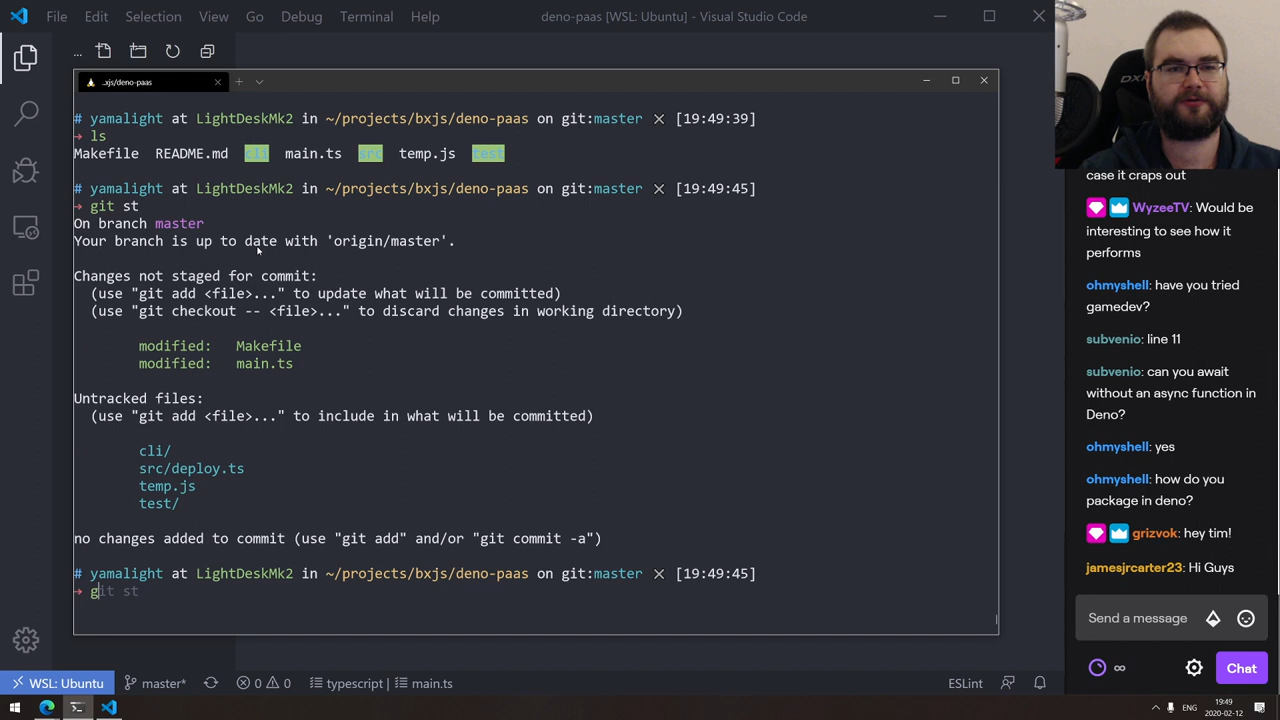 File Edit Selection View Go Debug Terminal Help
deno-paas [WSL: Ubuntu] - Visual Studio Code
...
..xjs/deno-paas
# yamalight at LightDeskMk2 in ~/projects/bxjs/deno-paas on git:master ✕ [19:49:39]
→ ls
Makefile README.md cli main.ts src temp.js test
# yamalight at LightDeskMk2 in ~/projects/bxjs/deno-paas on git:master ✕ [19:49:45]
→ git st
On branch master
Your branch is up to date with 'origin/master'.
Changes not staged for commit:
(use "git add <file>..." to update what will be committed)
(use "git checkout -- <file>..." to discard changes in working directory)
modified: Makefile
modified: main.ts
Untracked files:
(use "git add <file>..." to include in what will be committed)
cli/
src/deploy.ts
temp.js
test/
no changes added to commit (use "git add" and/or "git commit -a")
# yamalight at LightDeskMk2 in ~/projects/bxjs/deno-paas on git:master ✕ [19:49:45]
→ git st
WSL: Ubuntu master* 0 0 typescript | main.ts ESLint
DX
case it craps out
WyzeeTV: Would be
interesting to see how it
performs
ohmyshell: have you tried
gamedev?
subvenio: line 11
subvenio: can you await
without an async function in
Deno?
ohmyshell: yes
ohmyshell: how do you
package in deno?
grizvok: hey tim!
jamesjrcarter23: Hi Guys
Send a message
∞ Chat
ENG 19:49
2020-02-12